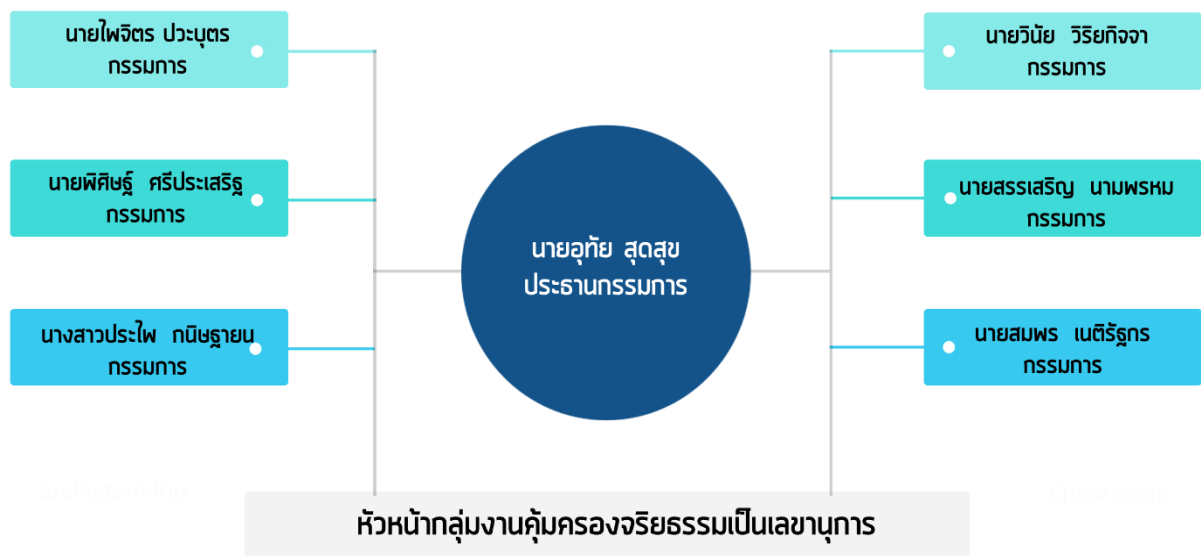 นายไพจิตร ปวะบุตร
กรรมการ
นายวินัย วิริยกิจจา
กรรมการ
นายพิศิษฐ์ ศรีประเสริฐ
กรรมการ
นายสรรเสริญ นามพรหม
กรรมการ
นายอุทัย สุดสุข
ประธานกรรมการ
นางสาวประไพ กนิษฐายน
กรรมการ
นายสมพร เนติรัฐกร
กรรมการ
หัวหน้ากลุ่มงานคุ้มครองจริยธรรมเป็นเลขานุการ